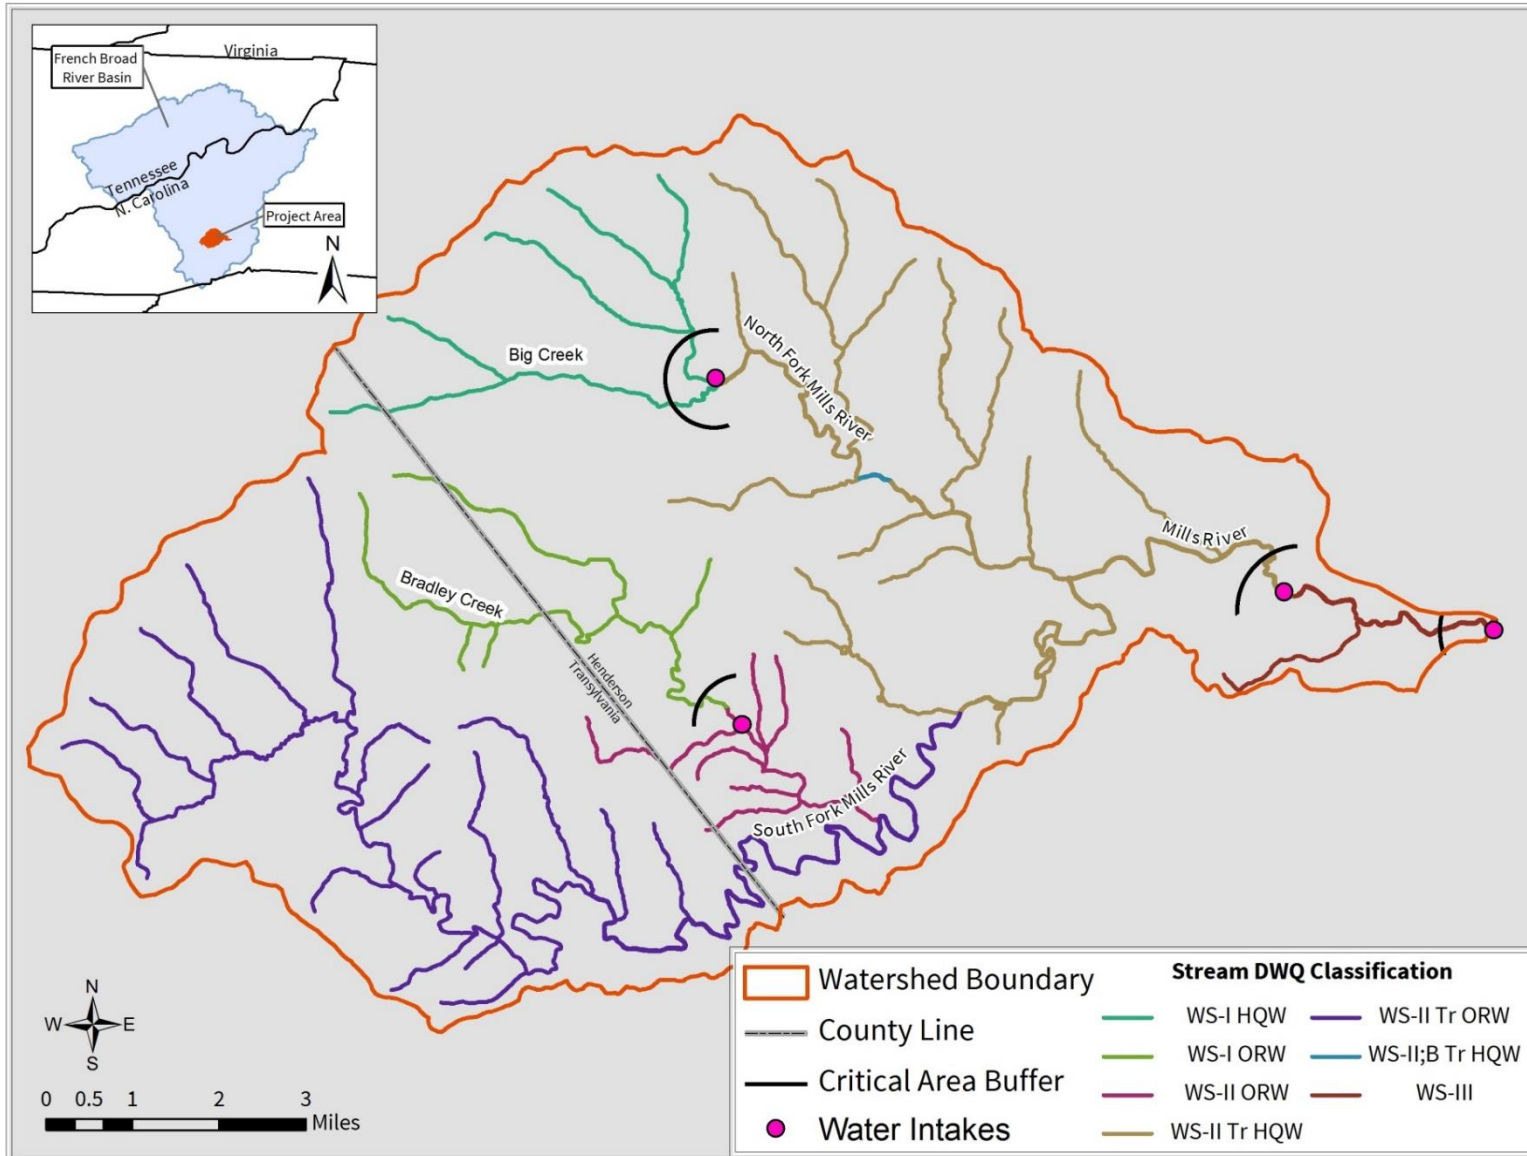 Virginia
French Broad
River Basin
Tennessee
N. Carolina
Project Area
N
Big Creek
North Fork Mills River
Mills River
Bradley Creek
Henderson
Transylvania
South Fork Mills River
N
W E
S
0 0.5 1 2 3
Miles
Watershed Boundary
County Line
Critical Area Buffer
Water Intakes
Stream DWQ Classification
WS-I HQW
WS-II Tr ORW
WS-I ORW
WS-II;B Tr HQW
WS-II ORW
WS-III
WS-II Tr HQW